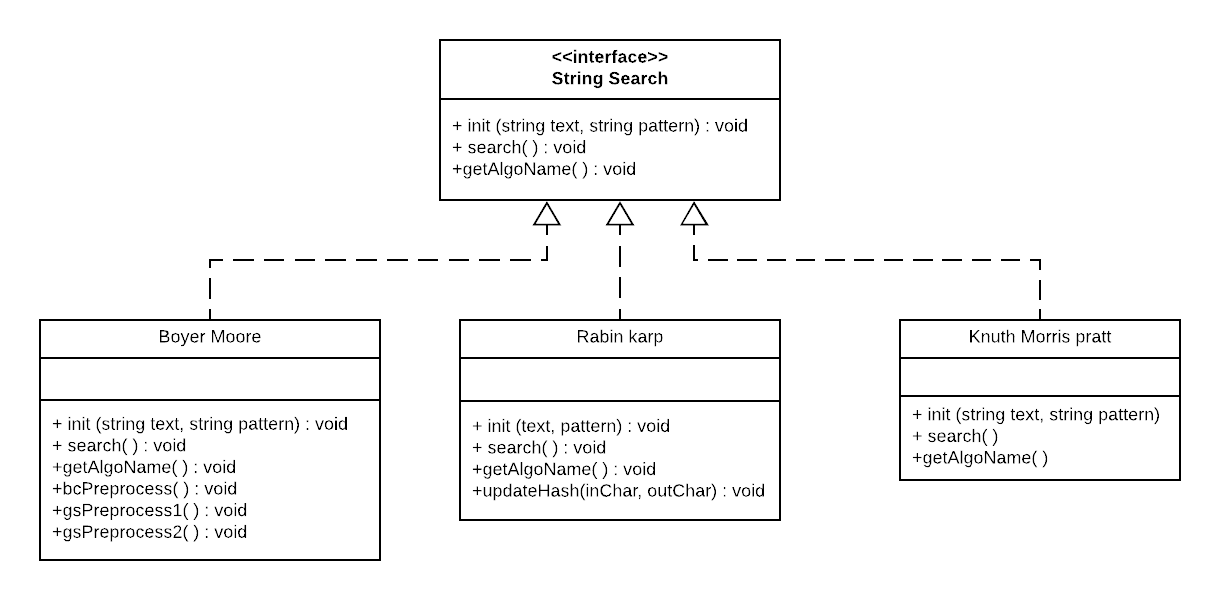 <<interface>>
String Search
+ init (string text, string pattern) : void
+ search( ) : void
+getAlgoName( ) : void
Boyer Moore
+ init (string text, string pattern) : void
+ search( ) : void
+getAlgoName( ) : void
+bcPreprocess( ) : void
+gsPreprocess1( ) : void
+gsPreprocess2( ) : void
Rabin karp
+ init (text, pattern) : void
+ search( ) : void
+getAlgoName( ) : void
+updateHash(inChar, outChar) : void
Knuth Morris pratt
+ init (string text, string pattern)
+ search( )
+getAlgoName( )